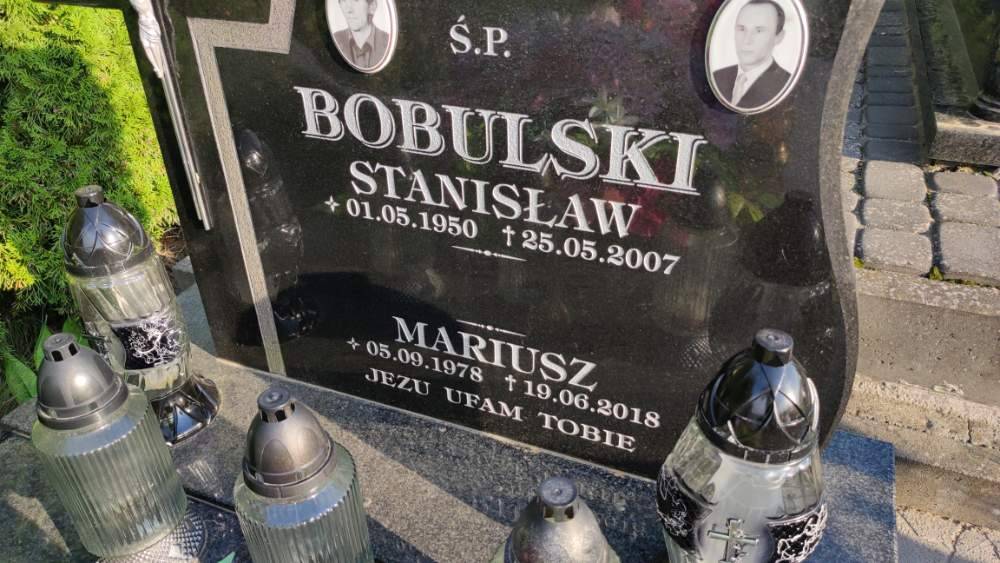 Ś.P.
BOBULSKI
STANISŁAW
✧ 01.05.1950 † 25.05.2007
MARIUSZ
✧ 05.09.1978 † 19.06.2018
JEZU UFAM TOBIE